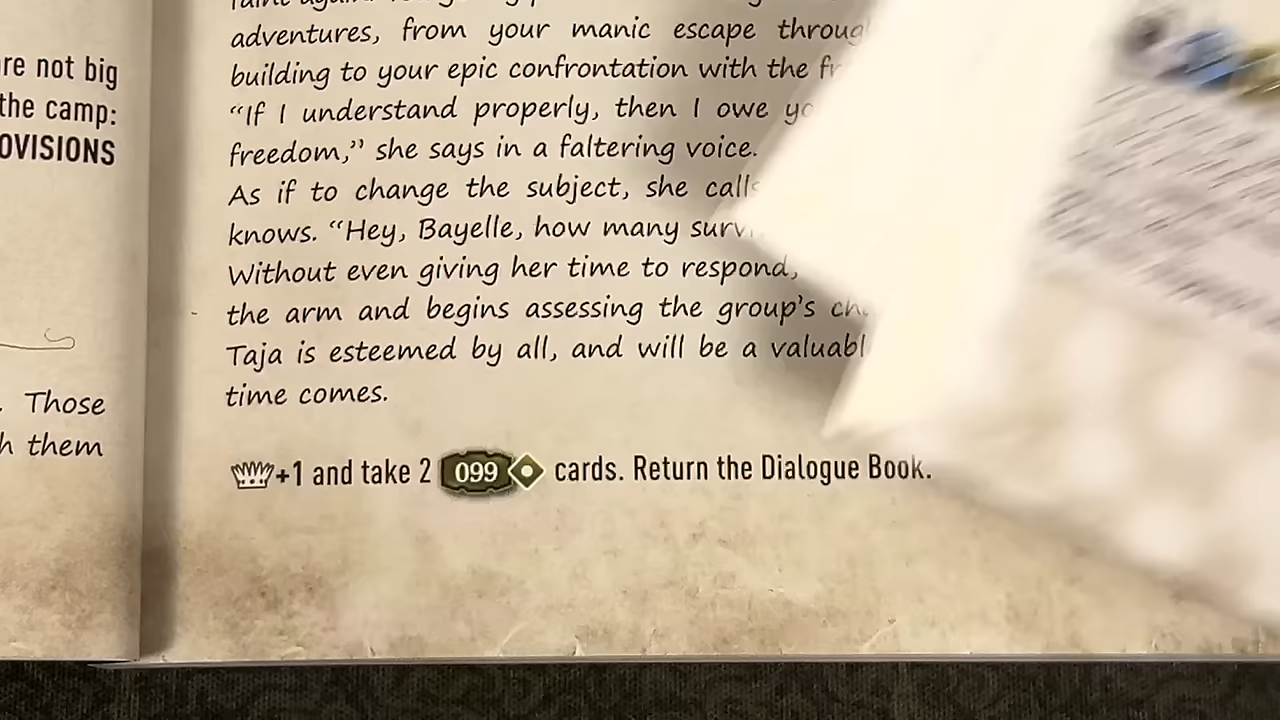 re not big
the camp:
OVISIONS
Those
them
adventures, from your manic escape
building to your epic confrontation with the
“If I understand properly, then I owe
freedom,” she says in a faltering voice.
As if to change the subject, she calls
knows. “Hey, Bayelle, how many
Without even giving her time to respond,
the arm and begins assessing the group's
Taja is esteemed by all, and will be a
time comes.
+1 and take 2 099 cards. Return the Dialogue Book.